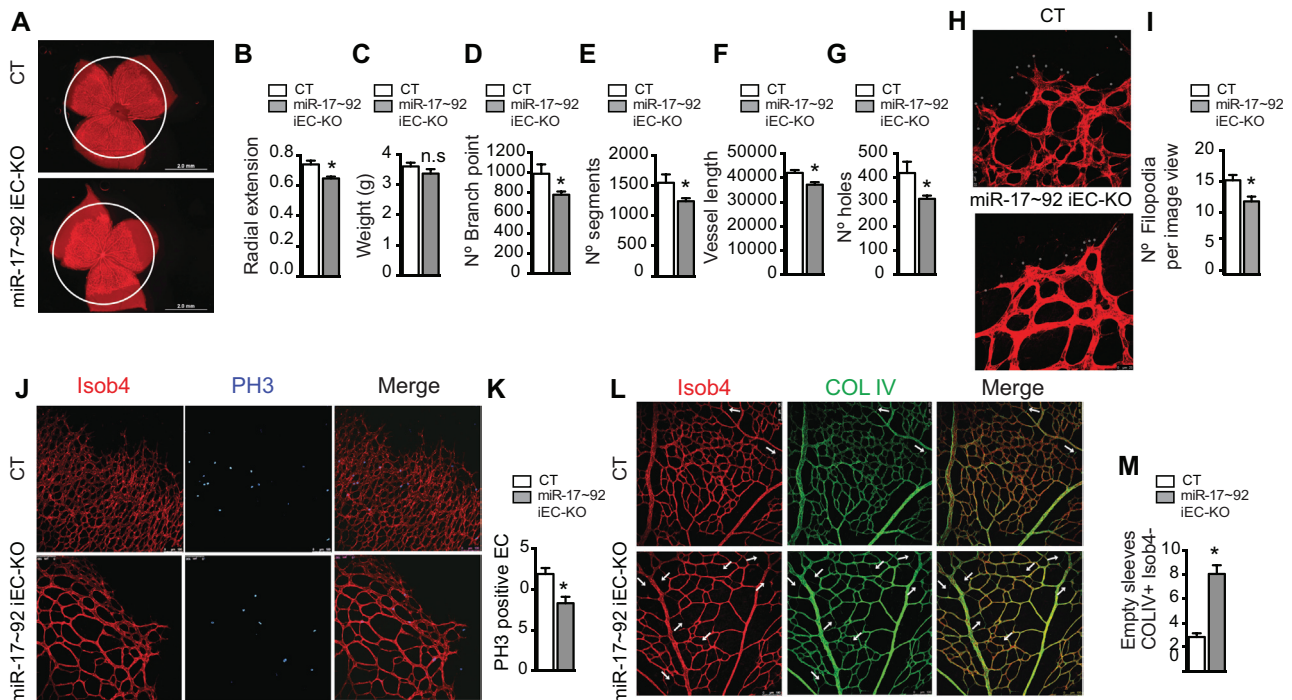 A
CT
miR-17~92 iEC-KO
2.0 mm
2.0 mm
B
CT
miR-17~92
iEC-KO
Radial extension
0.8
0.6
0.4
0.2
0.0
*
C
CT
miR-17~92
iEC-KO
Weight (g)
4
3
2
1
0
n.s
D
CT
miR-17~92
iEC-KO
Nº Branch point
1200
1000
800
600
400
200
0
*
E
CT
miR-17~92
iEC-KO
Nº segments
2000
1500
1000
500
0
*
F
CT
miR-17~92
iEC-KO
Vessel length
50000
40000
30000
20000
10000
0
*
G
CT
miR-17~92
iEC-KO
Nº holes
500
400
300
200
100
0
*
H
CT
miR-17~92 iEC-KO
I
CT
miR-17~92
iEC-KO
Nº Filopodia
per image view
20
15
10
5
0
*
J
Isob4 PH3 Merge
CT
miR-17~92 iEC-KO
K
CT
miR-17~92
iEC-KO
PH3 positive EC
5
0
5
0
*
L
Isob4 COL IV Merge
CT
miR-17~92 iEC-KO
M
CT
miR-17~92
iEC-KO
Empty sleeves
COLIV+ Isob4-
10
8
6
4
2
0
*